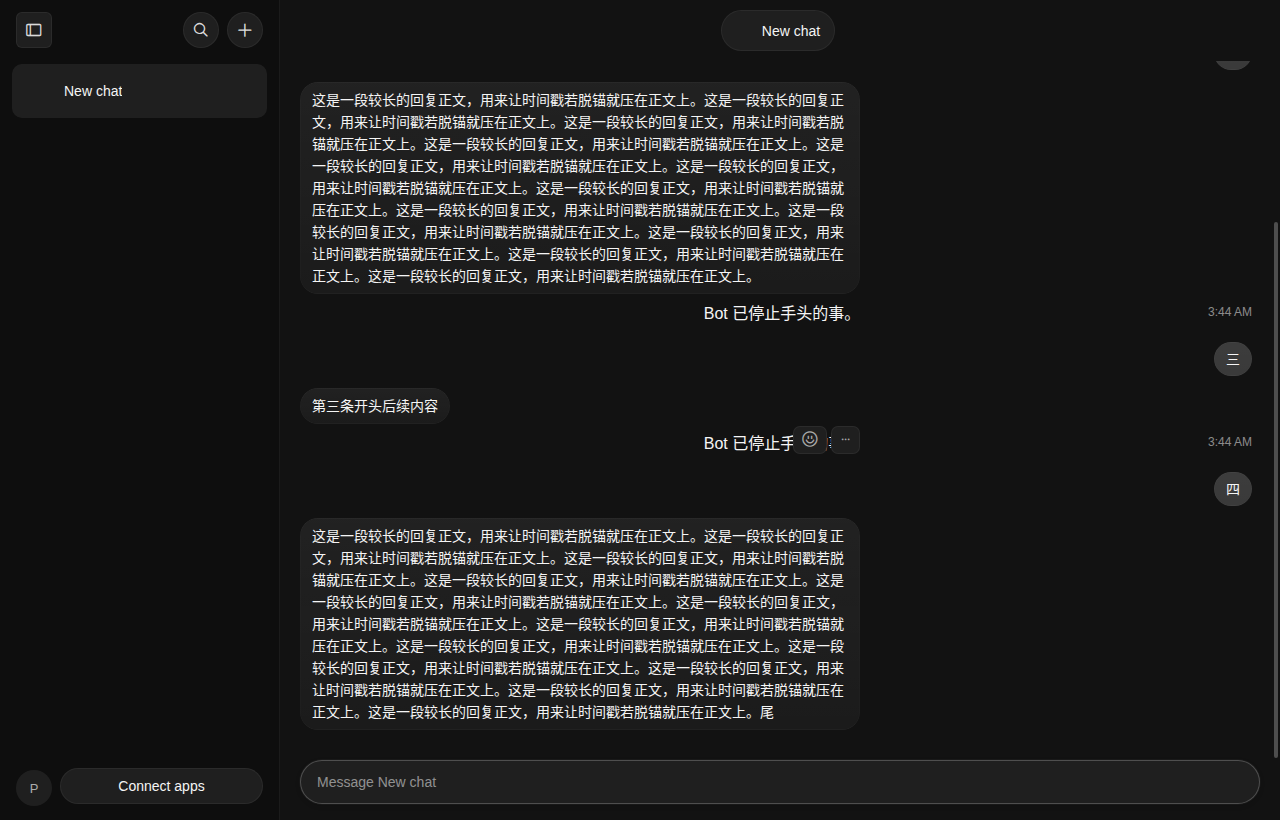 New chat
New chat
这是一段较长的回复正文，用来让时间戳若脱锚就压在正文上。这是一段较长的回复正
文，用来让时间戳若脱锚就压在正文上。这是一段较长的回复正文，用来让时间戳若脱
锚就压在正文上。这是一段较长的回复正文，用来让时间戳若脱锚就压在正文上。这是
一段较长的回复正文，用来让时间戳若脱锚就压在正文上。这是一段较长的回复正文，
用来让时间戳若脱锚就压在正文上。这是一段较长的回复正文，用来让时间戳若脱锚就
压在正文上。这是一段较长的回复正文，用来让时间戳若脱锚就压在正文上。这是一段
较长的回复正文，用来让时间戳若脱锚就压在正文上。这是一段较长的回复正文，用来
让时间戳若脱锚就压在正文上。这是一段较长的回复正文，用来让时间戳若脱锚就压在
正文上。这是一段较长的回复正文，用来让时间戳若脱锚就压在正文上。
Bot 已停止手头的事。
3:44 AM
三
第三条开头后续内容
Bot 已停止手
3:44 AM
四
这是一段较长的回复正文，用来让时间戳若脱锚就压在正文上。这是一段较长的回复正
文，用来让时间戳若脱锚就压在正文上。这是一段较长的回复正文，用来让时间戳若脱
锚就压在正文上。这是一段较长的回复正文，用来让时间戳若脱锚就压在正文上。这是
一段较长的回复正文，用来让时间戳若脱锚就压在正文上。这是一段较长的回复正文，
用来让时间戳若脱锚就压在正文上。这是一段较长的回复正文，用来让时间戳若脱锚就
压在正文上。这是一段较长的回复正文，用来让时间戳若脱锚就压在正文上。这是一段
较长的回复正文，用来让时间戳若脱锚就压在正文上。这是一段较长的回复正文，用来
让时间戳若脱锚就压在正文上。这是一段较长的回复正文，用来让时间戳若脱锚就压在
正文上。这是一段较长的回复正文，用来让时间戳若脱锚就压在正文上。尾
P
Connect apps
Message New chat